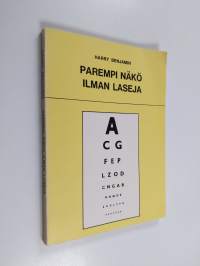 HARRY BENJAMIN
PAREMPI NÄKÖ
ILMAN LASEJA
A
C G
F E P
L Z O D